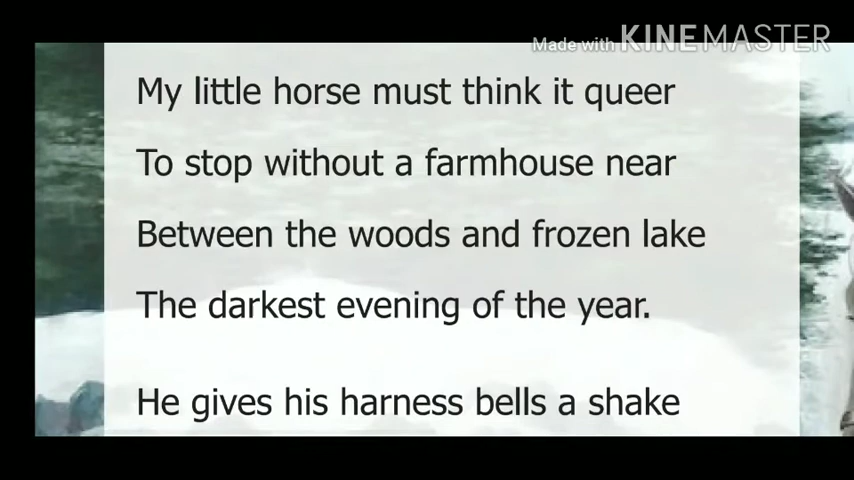 Made with KINEMASTER
My little horse must think it queer
To stop without a farmhouse near
Between the woods and frozen lake
The darkest evening of the year.
He gives his harness bells a shake